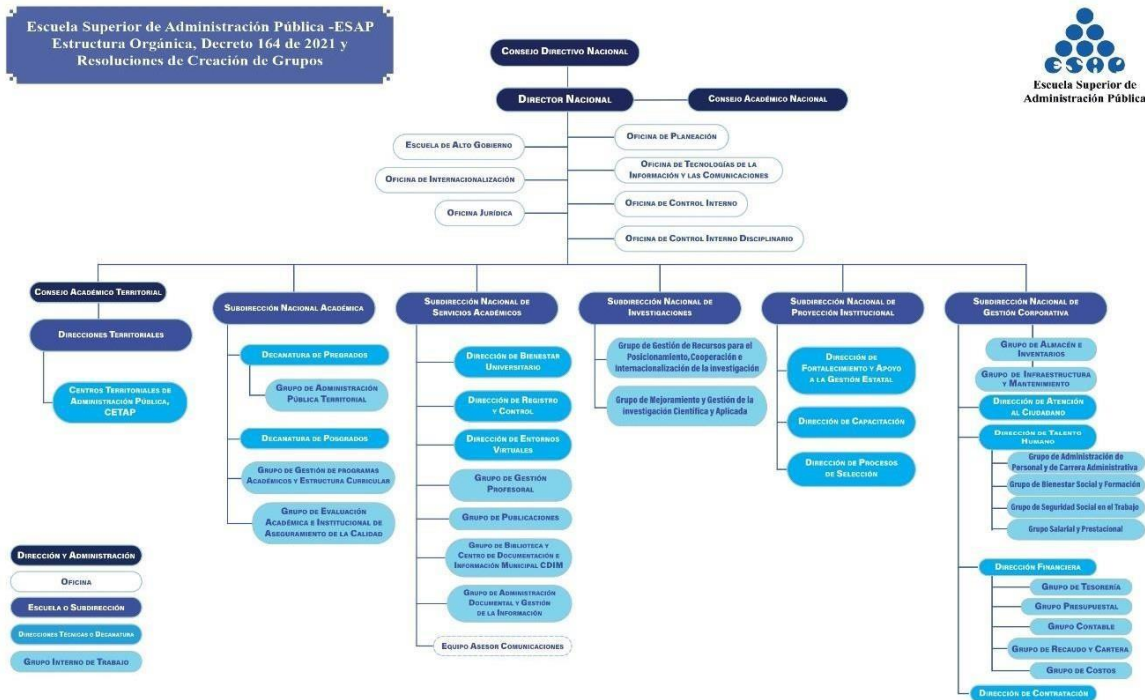 Escuela Superior de Administración Pública -ESAP
Estructura Orgánica, Decreto 164 de 2021 y
Resoluciones de Creación de Grupos
ESAP
Escuela Superior de
Administración Pública
CONSEJO DIRECTIVO NACIONAL
DIRECTOR NACIONAL
CONSEJO ACADÉMICO NACIONAL
ESCUELA DE ALTO GOBIERNO
OFICINA DE PLANEACIÓN
OFICINA DE INTERNACIONALIZACIÓN
OFICINA DE TECNOLOGÍAS DE LA
INFORMACIÓN Y LAS COMUNICACIONES
OFICINA JURÍDICA
OFICINA DE CONTROL INTERNO
OFICINA DE CONTROL INTERNO DISCIPLINARIO
CONSEJO ACADÉMICO TERRITORIAL
DIRECCIONES TERRITORIALES
CENTROS TERRITORIALES DE
ADMINISTRACIÓN PÚBLICA,
CETAP
SUBDIRECCIÓN NACIONAL ACADÉMICA
DECANATURA DE PREGRADOS
GRUPO DE ADMINISTRACIÓN
PÚBLICA TERRITORIAL
DECANATURA DE POSGRADOS
GRUPO DE GESTIÓN DE PROGRAMAS
ACADÉMICOS Y ESTRUCTURA CURRICULAR
GRUPO DE EVALUACIÓN
ACADÉMICA E INSTITUCIONAL DE
ASEGURAMIENTO DE LA CALIDAD
SUBDIRECCIÓN NACIONAL DE
SERVICIOS ACADÉMICOS
DIRECCIÓN DE BIENESTAR
UNIVERSITARIO
DIRECCIÓN DE REGISTRO
Y CONTROL
DIRECCIÓN DE ENTORNOS
VIRTUALES
GRUPO DE GESTIÓN
PROFESORAL
GRUPO DE PUBLICACIONES
GRUPO DE BIBLIOTECA Y
CENTRO DE DOCUMENTACIÓN E
INFORMACIÓN MUNICIPAL CDIM
GRUPO DE ADMINISTRACIÓN
DOCUMENTAL Y GESTIÓN
DE LA INFORMACIÓN
EQUIPO ASESOR COMUNICACIONES
SUBDIRECCIÓN NACIONAL DE
INVESTIGACIONES
Grupo de Gestión de Recursos para el
Posicionamiento, Cooperación e
Internacionalización de la investigación
Grupo de Mejoramiento y Gestión de la
investigación Científica y Aplicada
SUBDIRECCIÓN NACIONAL DE
PROYECCIÓN INSTITUCIONAL
DIRECCIÓN DE
FORTALECIMIENTO Y APOYO
A LA GESTIÓN ESTATAL
DIRECCIÓN DE CAPACITACIÓN
DIRECCIÓN DE PROCESOS
DE SELECCIÓN
SUBDIRECCIÓN NACIONAL DE
GESTIÓN CORPORATIVA
GRUPO DE ALMACÉN E
INVENTARIOS
GRUPO DE INFRAESTRUCTURA
Y MANTENIMIENTO
DIRECCIÓN DE ATENCIÓN
AL CIUDADANO
DIRECCIÓN DE TALENTO
HUMANO
Grupo de Administración de
Personal y de Carrera Administrativa
Grupo de Bienestar Social y Formación
Grupo de Seguridad Social en el Trabajo
Grupo Salarial y Prestacional
DIRECCIÓN FINANCIERA
GRUPO DE TESORERÍA
GRUPO PRESUPUESTAL
GRUPO CONTABLE
GRUPO DE RECAUDO Y CARTERA
GRUPO DE COSTOS
DIRECCIÓN DE CONTRATACIÓN
DIRECCIÓN Y ADMINISTRACIÓN
OFICINA
ESCUELA O SUBDIRECCIÓN
DIRECCIONES TÉCNICAS O DECANATURA
GRUPO INTERNO DE TRABAJO